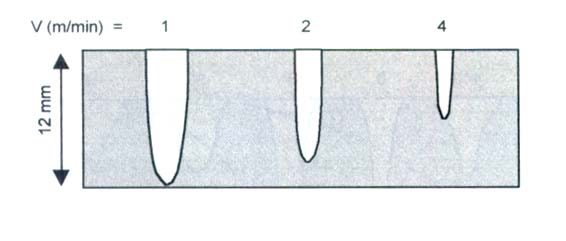 V (m/min) = 1 2 4
12 mm